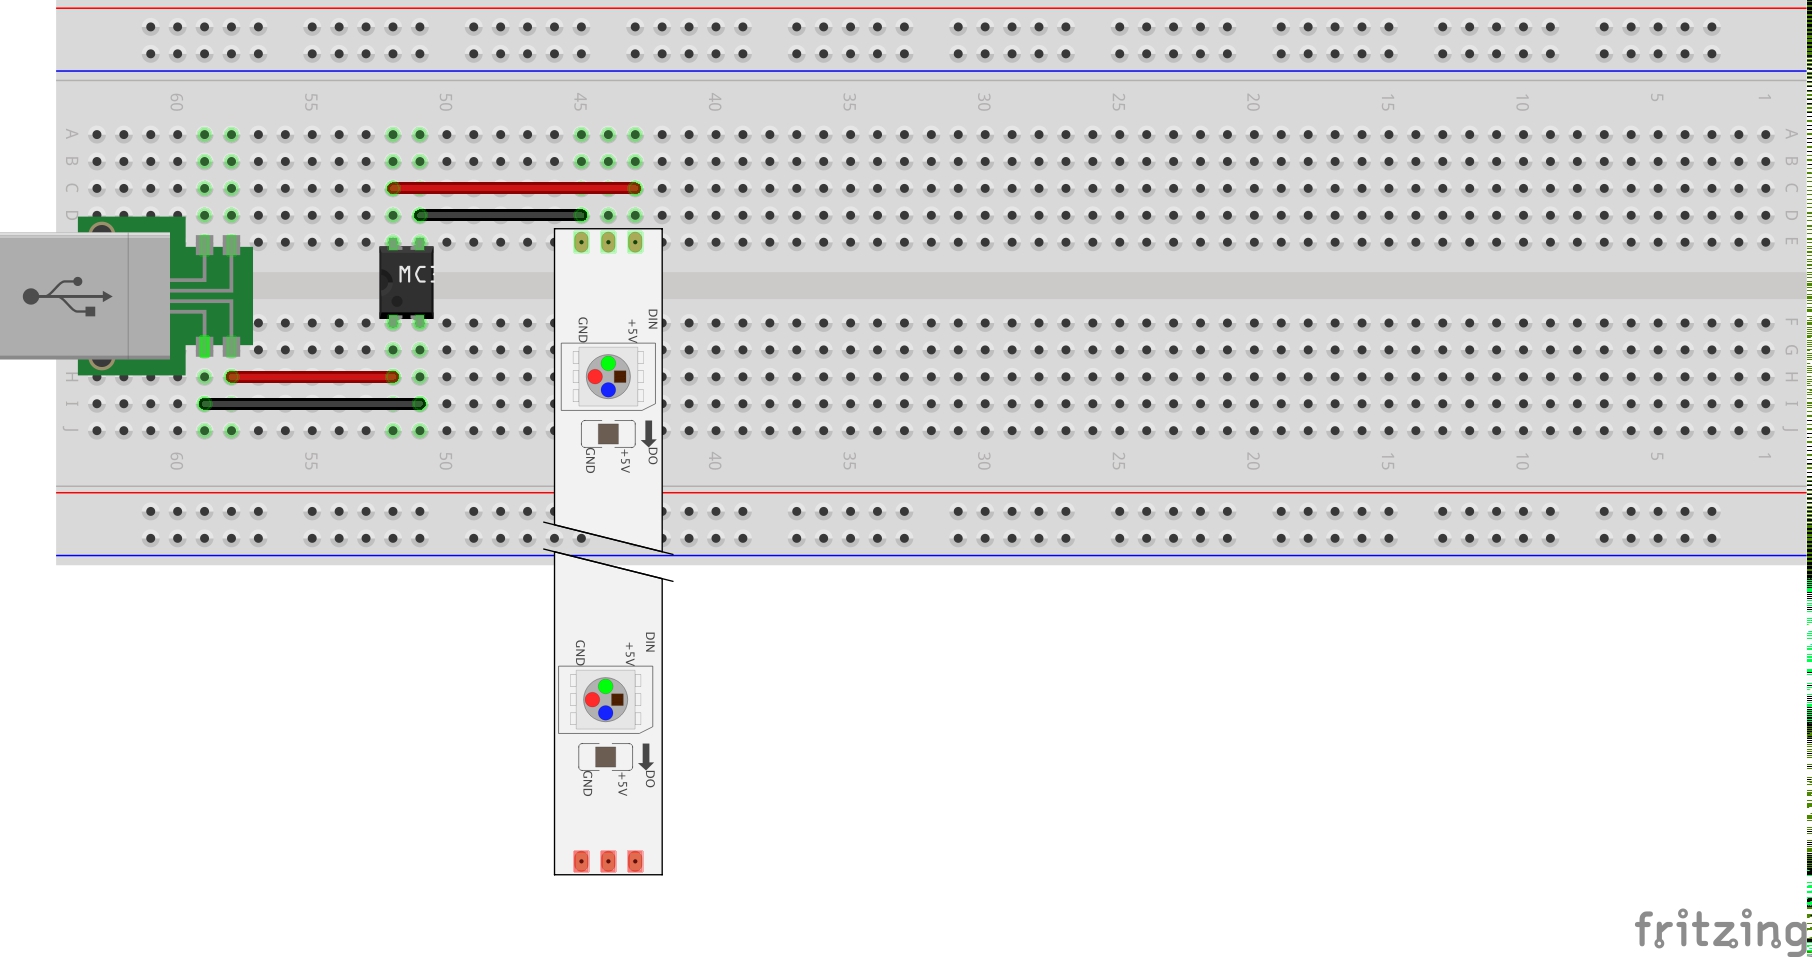 60 55 50 45 40 35 30 25 20 15 10 5 1
A A
B B
C C
D D
E
MC
GND +5V DIN
F
G
H H
I I
J J
GND +5V DO
60 55 50 40 35 30 25 20 15 10 5 1
GND +5V DIN
GND +5V DO
fritzing